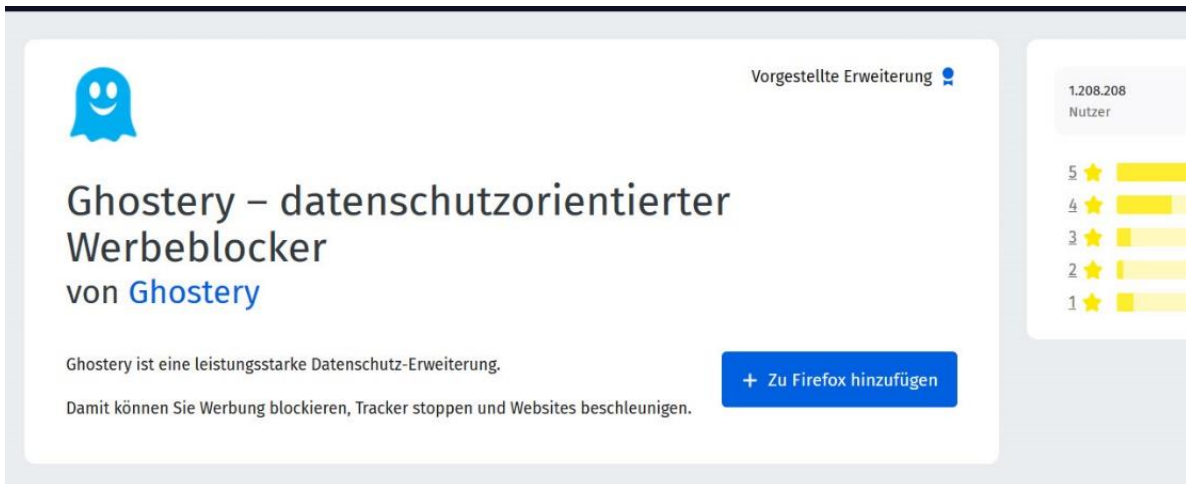 Vorgestellte Erweiterung
Ghostery – datenschutzorientierter
Werbeblocker
von Ghostery
Ghostery ist eine leistungsstarke Datenschutz-Erweiterung.
Damit können Sie Werbung blockieren, Tracker stoppen und Websites beschleunigen.
+ Zu Firefox hinzufügen
1.208.208
Nutzer
5
4
3
2
1